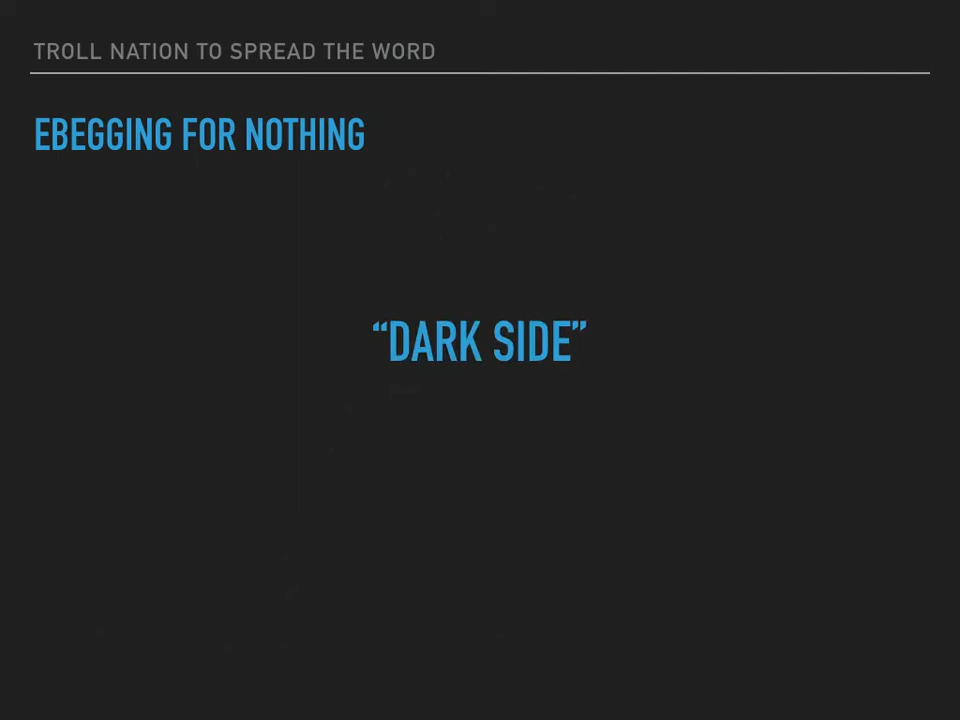 TROLL NATION TO SPREAD THE WORD
EBEGGING FOR NOTHING
“DARK SIDE”